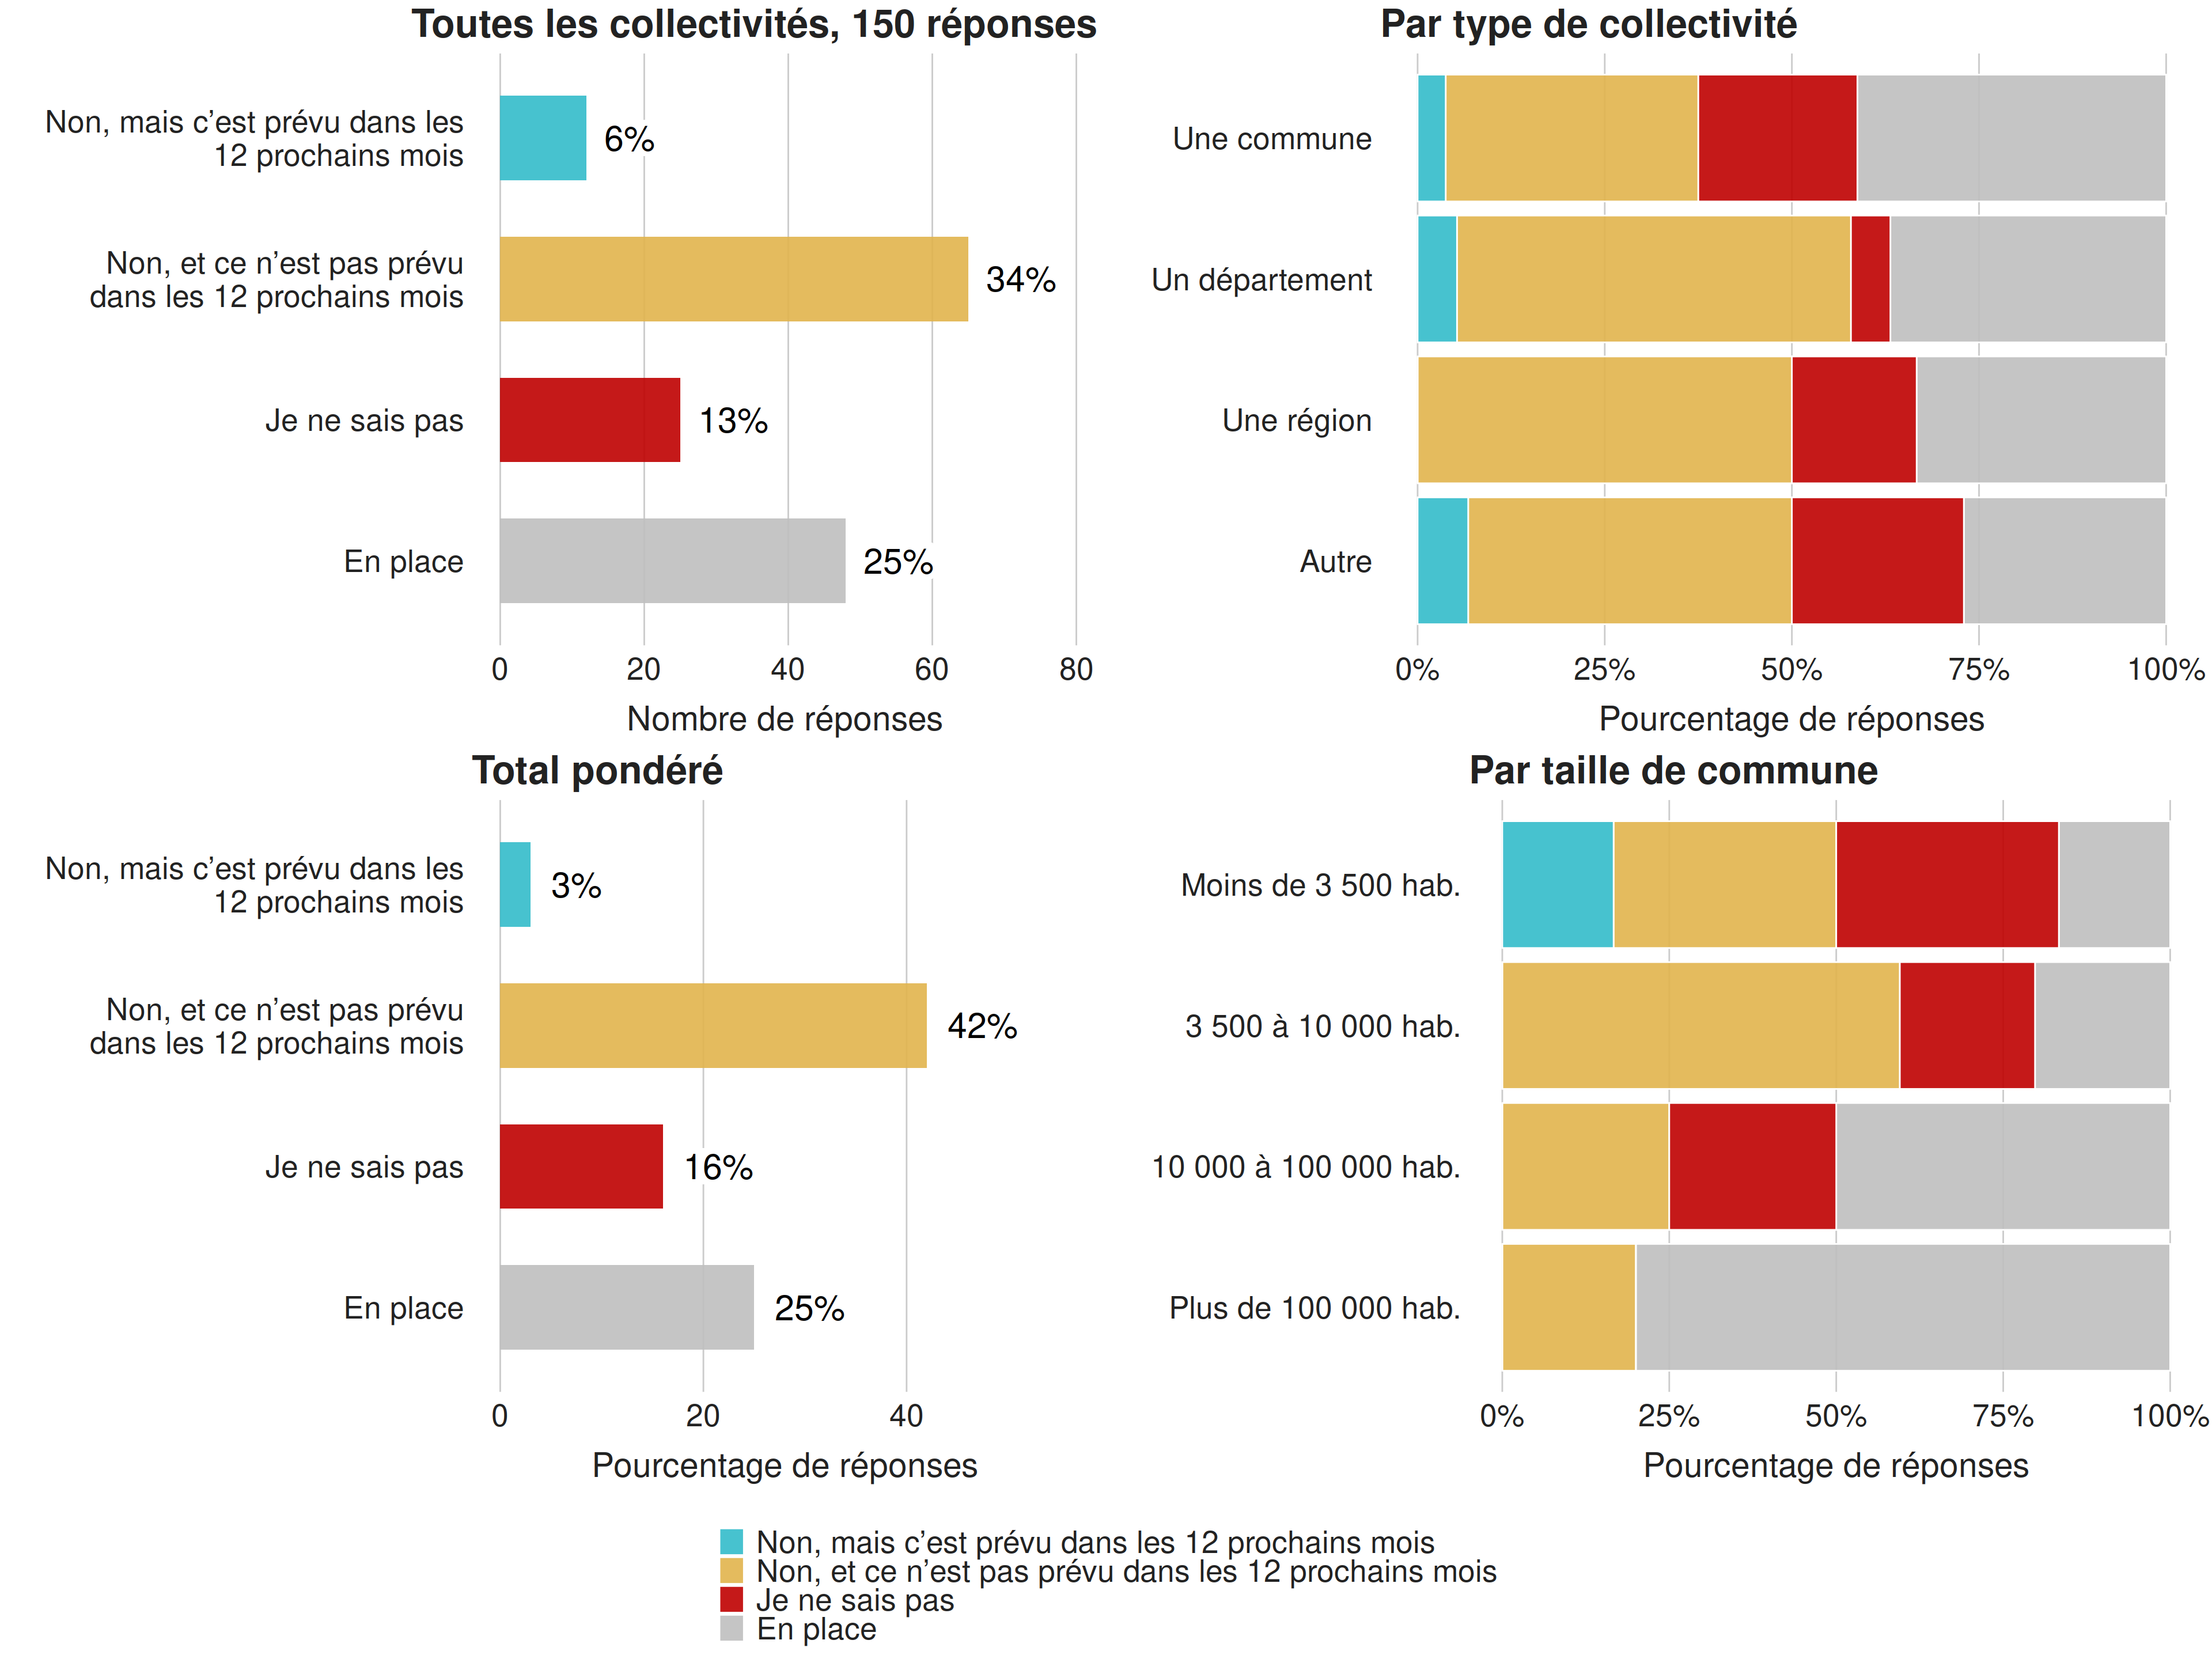 Toutes les collectivités, 150 réponses
Non, mais c’est prévu dans les
12 prochains mois
6%
Non, et ce n’est pas prévu
dans les 12 prochains mois
34%
Je ne sais pas
13%
En place
25%
0 20 40 60 80
Nombre de réponses
Par type de collectivité
Une commune
Un département
Une région
Autre
0% 25% 50% 75% 100%
Pourcentage de réponses
Total pondéré
Non, mais c’est prévu dans les
12 prochains mois
3%
Non, et ce n’est pas prévu
dans les 12 prochains mois
42%
Je ne sais pas
16%
En place
25%
0 20 40
Pourcentage de réponses
Par taille de commune
Moins de 3 500 hab.
3 500 à 10 000 hab.
10 000 à 100 000 hab.
Plus de 100 000 hab.
0% 25% 50% 75% 100%
Pourcentage de réponses
Non, mais c’est prévu dans les 12 prochains mois
Non, et ce n’est pas prévu dans les 12 prochains mois
Je ne sais pas
En place